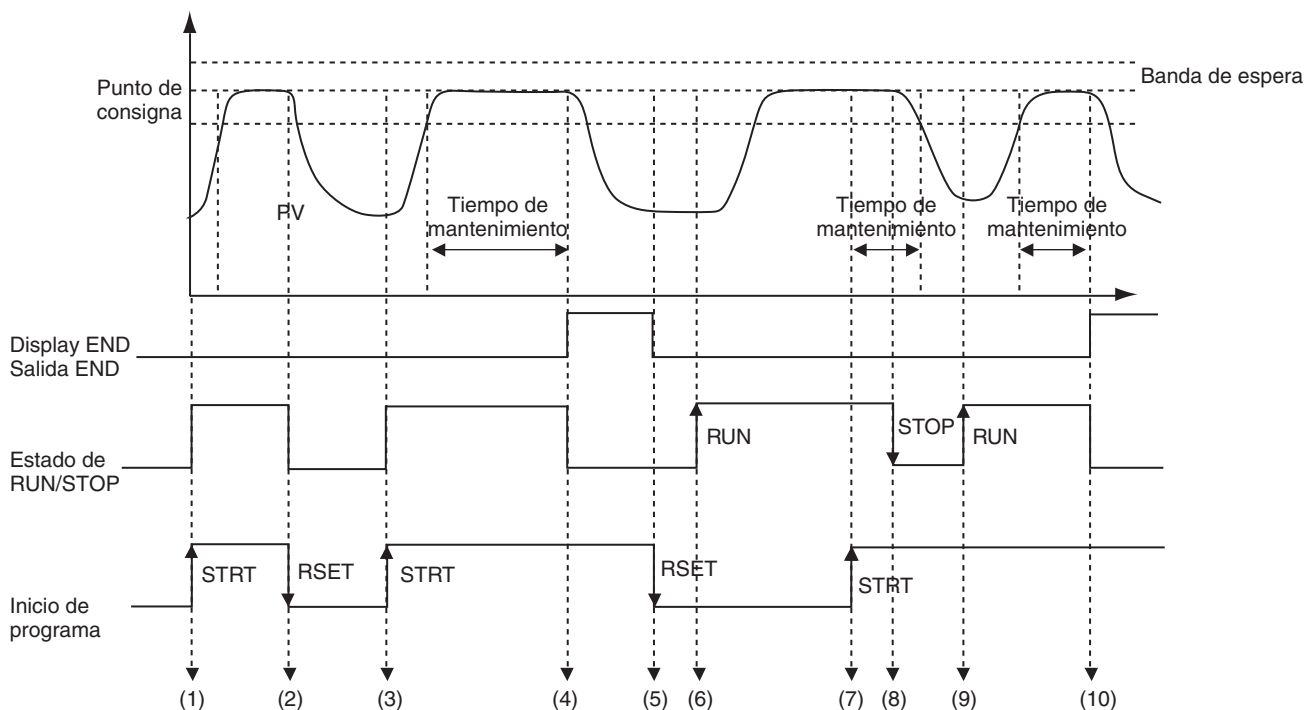 Punto de
consigna
Banda de espera
PV
Tiempo de
mantenimiento
Tiempo de
mantenimiento
Tiempo de
mantenimiento
Display END
Salida END
Estado de
RUN/STOP
RUN
STOP
RUN
Inicio de
programa
STRT
RSET
STRT
RSET
STRT
(1)
(2)
(3)
(4)
(5)
(6)
(7)
(8)
(9)
(10)